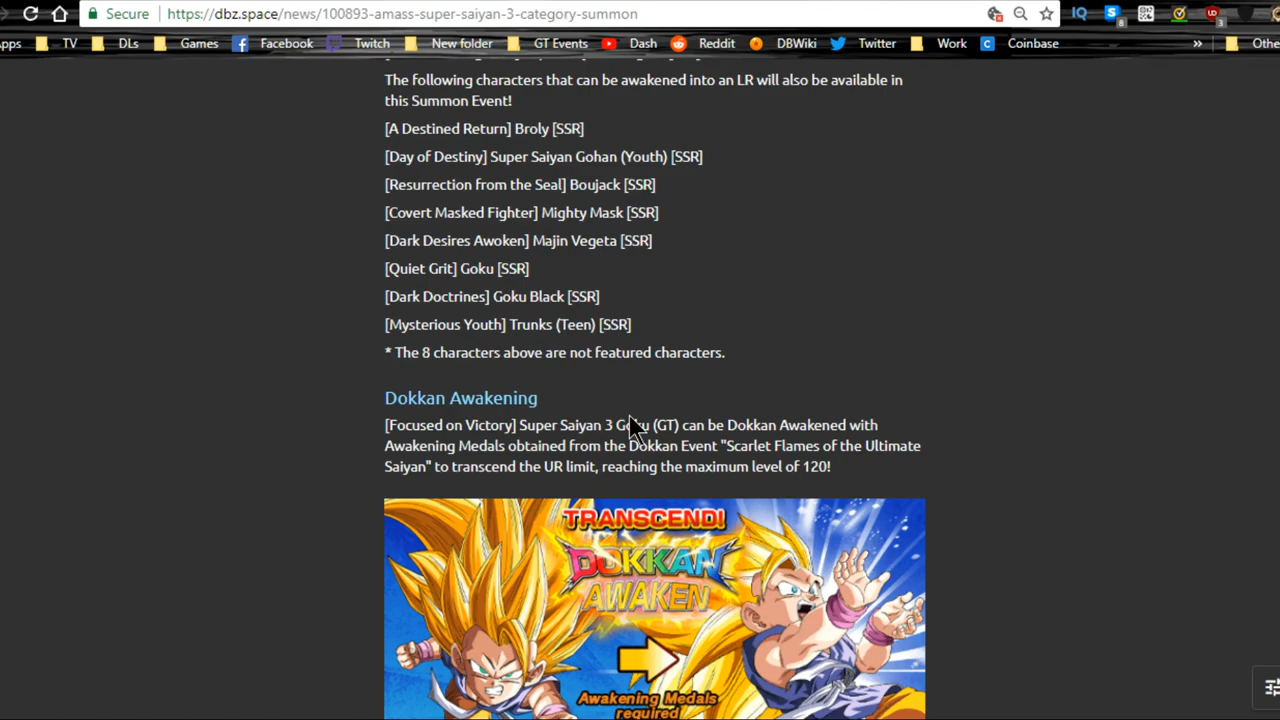 Secure https://dbz.space/news/100893-amass-super-saiyan-3-category-summon
pps TV DLs Games Facebook Twitch New folder GT Events Dash Reddit DBWiki Twitter Work Coinbase » Othe
The following characters that can be awakened into an LR will also be available in
this Summon Event!
[A Destined Return] Broly [SSR]
[Day of Destiny] Super Saiyan Gohan (Youth) [SSR]
[Resurrection from the Seal] Boujack [SSR]
[Covert Masked Fighter] Mighty Mask [SSR]
[Dark Desires Awoken] Majin Vegeta [SSR]
[Quiet Grit] Goku [SSR]
[Dark Doctrines] Goku Black [SSR]
[Mysterious Youth] Trunks (Teen) [SSR]
* The 8 characters above are not featured characters.
Dokkan Awakening
[Focused on Victory] Super Saiyan 3 Goku (GT) can be Dokkan Awakened with
Awakening Medals obtained from the Dokkan Event "Scarlet Flames of the Ultimate
Saiyan" to transcend the UR limit, reaching the maximum level of 120!
TRANSCEND!
DOKKAN
AWAKEN
Awakening Medals
required